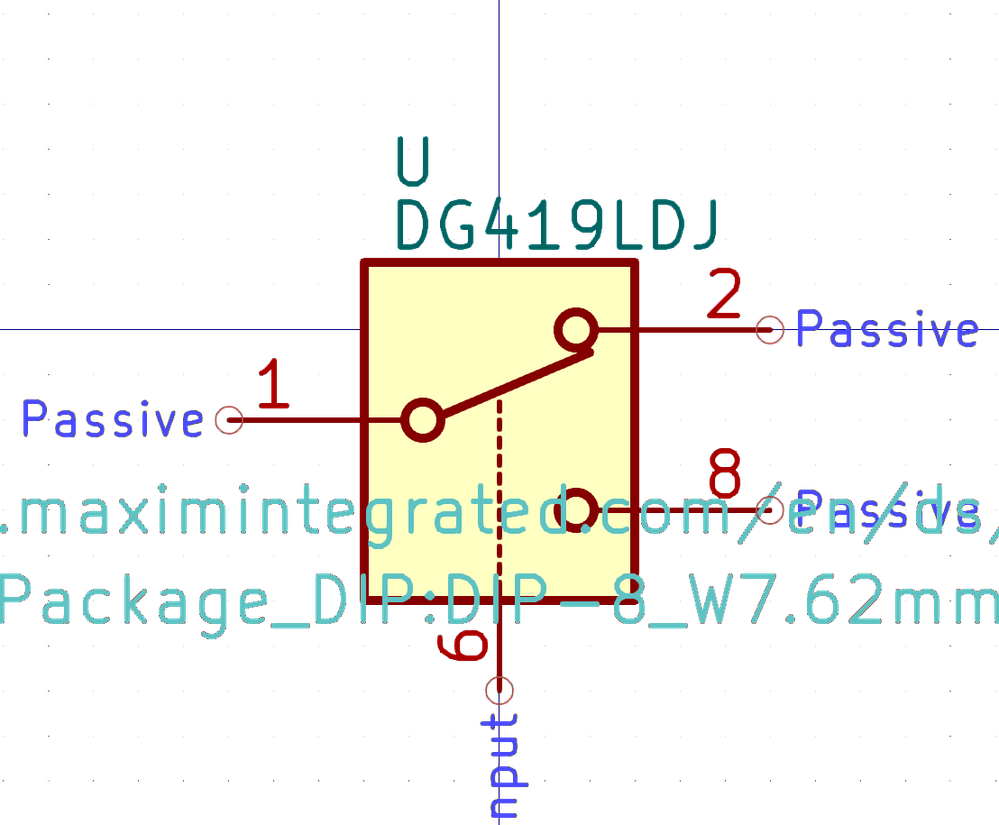 U
DG419LDJ
2
Passive
1
Passive
8
Passive
.maximintegrated.com/en/ds/
Package_DIP:DIP-8_W7.62mm
6
nput